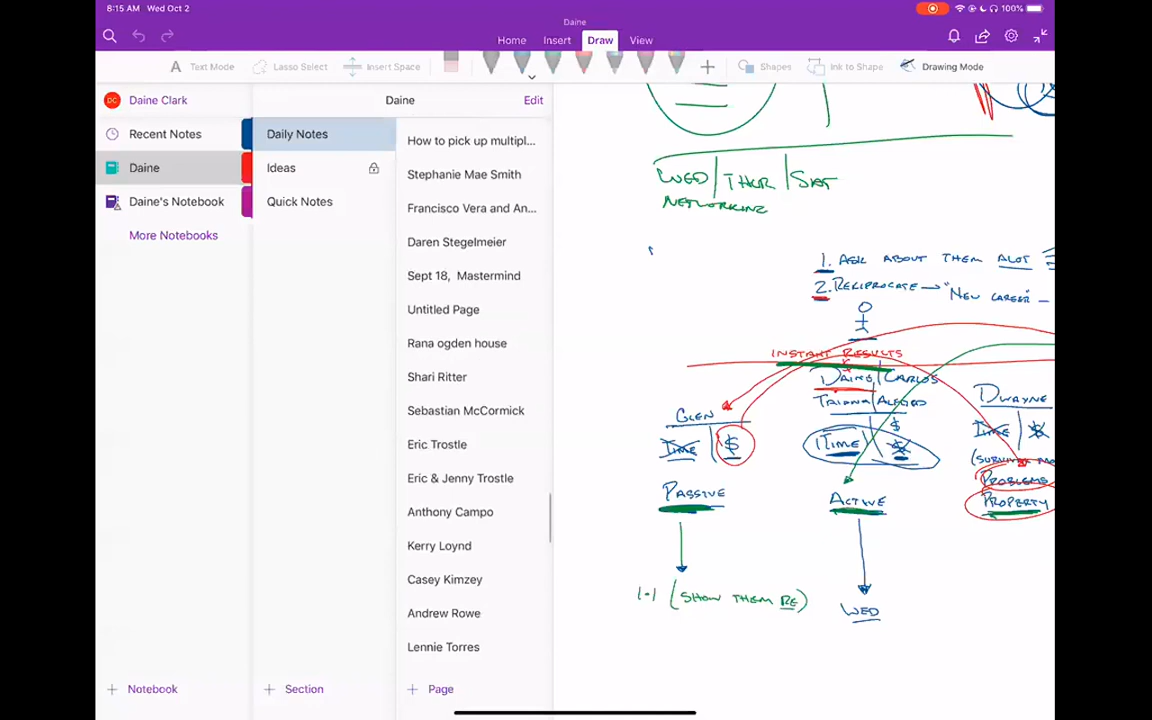 8:15 AM Wed Oct 2
100%
Daine
Home Insert Draw View
Text Mode Lasso Select Insert Space Shapes Ink to Shape Drawing Mode
DC Daine Clark
Recent Notes
Daine
Daine's Notebook
More Notebooks
Notebook
Daily Notes
Ideas
Quick Notes
Section
Daine Edit
How to pick up multipl...
Stephanie Mae Smith
Francisco Vera and An...
Daren Stegelmeier
Sept 18, Mastermind
Untitled Page
Rana ogden house
Shari Ritter
Sebastian McCormick
Eric Trostle
Eric & Jenny Trostle
Anthony Campo
Kerry Loynd
Casey Kimzey
Andrew Rowe
Lennie Torres
Page
WED | THUR | SAT
NETWORKING
1. ASK ABOUT THEM ALOT
2. RECIPROCATE → "NEW CAREER" -
INSTANT RESULTS
DAINE/CARLOS
GLEN
TIME | $
PASSIVE
1-1 (SHOW THEM RE)
TIME $
$
ACTIVE
WED
DWAYNE
TIME | $
PROBLEMS
PROPERTY